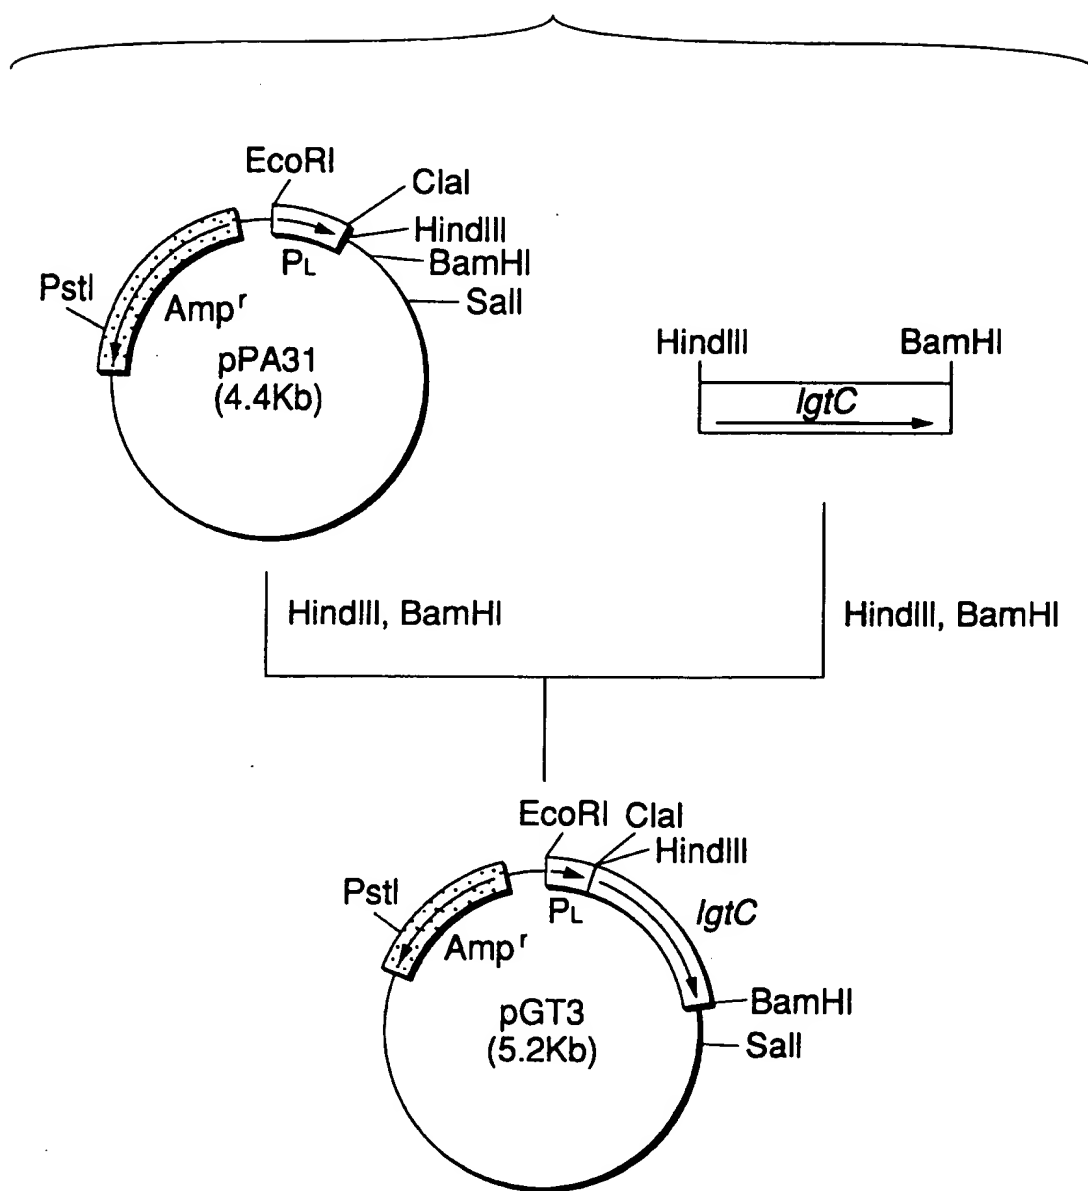 EcoRI
ClaI
HindIII
BamHI
SalI
PL
PstI
Ampʳ
pPA31
(4.4Kb)
HindIII
BamHI
lgtC
HindIII, BamHI
HindIII, BamHI
EcoRI
ClaI
HindIII
PstI
PL
lgtC
Ampʳ
BamHI
pGT3
(5.2Kb)
SalI